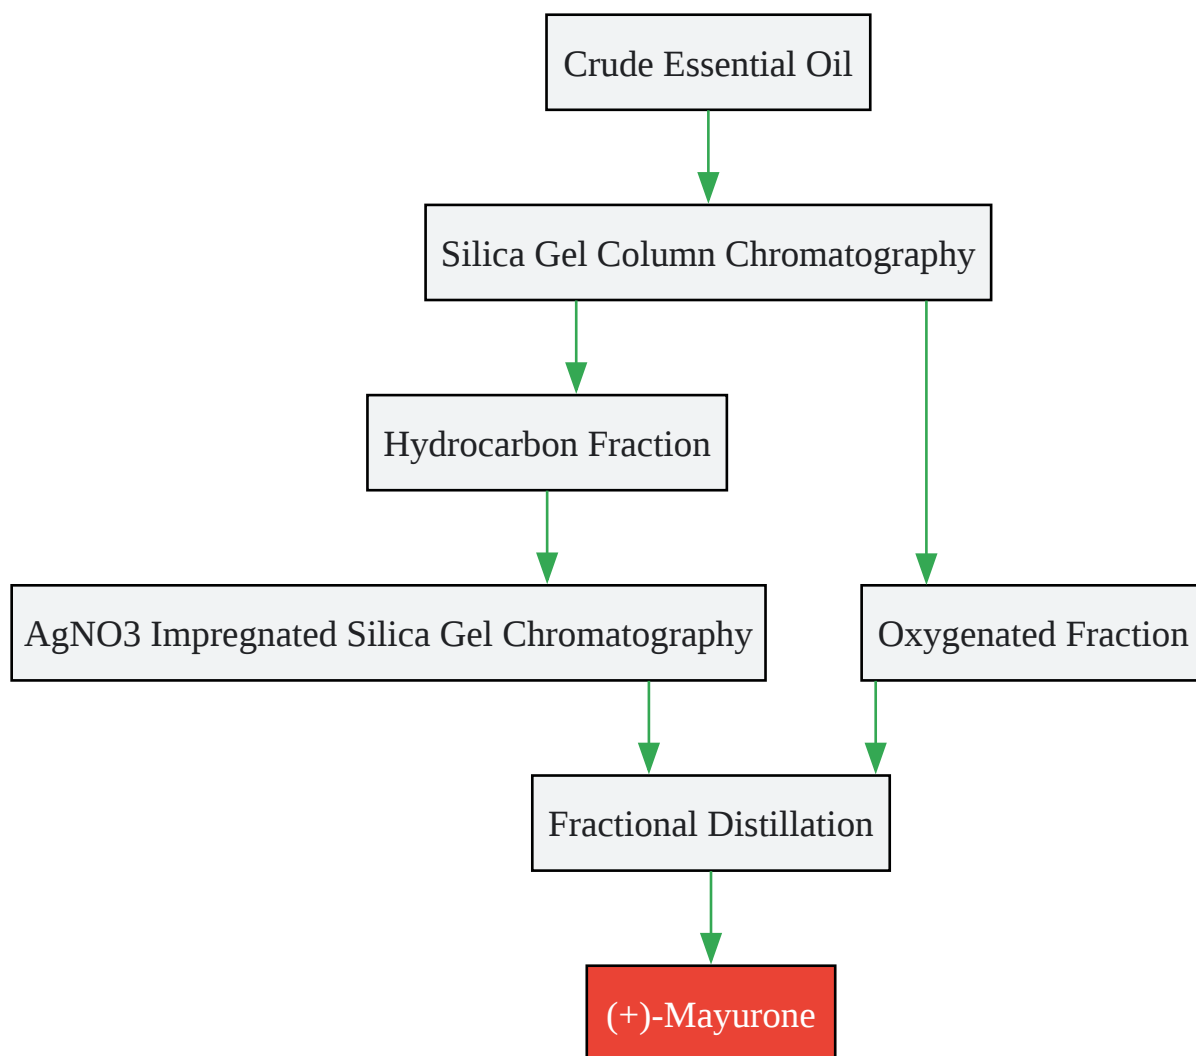 Crude Essential Oil
Silica Gel Column Chromatography
Hydrocarbon Fraction
AgNO3 Impregnated Silica Gel Chromatography
Oxygenated Fraction
Fractional Distillation
(+)-Mayurone